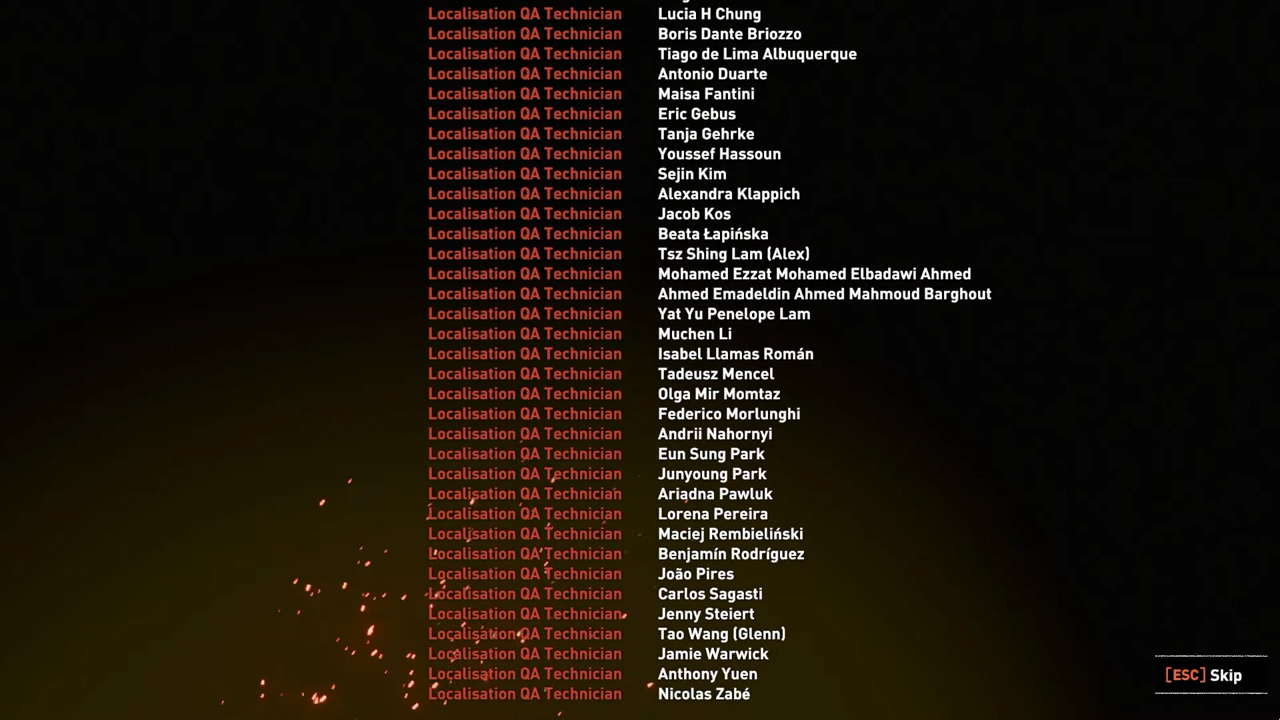 Localisation QA Technician Lucia H Chung
Localisation QA Technician Boris Dante Briozzo
Localisation QA Technician Tiago de Lima Albuquerque
Localisation QA Technician Antonio Duarte
Localisation QA Technician Maisa Fantini
Localisation QA Technician Eric Gebus
Localisation QA Technician Tanja Gehrke
Localisation QA Technician Youssef Hassoun
Localisation QA Technician Sejin Kim
Localisation QA Technician Alexandra Klappich
Localisation QA Technician Jacob Kos
Localisation QA Technician Beata Łapińska
Localisation QA Technician Tsz Shing Lam (Alex)
Localisation QA Technician Mohamed Ezzat Mohamed Elbadawi Ahmed
Localisation QA Technician Ahmed Emadeldin Ahmed Mahmoud Barghout
Localisation QA Technician Yat Yu Penelope Lam
Localisation QA Technician Muchen Li
Localisation QA Technician Isabel Llamas Román
Localisation QA Technician Tadeusz Mencel
Localisation QA Technician Olga Mir Momtaz
Localisation QA Technician Federico Morlunghi
Localisation QA Technician Andrii Nahornyi
Localisation QA Technician Eun Sung Park
Localisation QA Technician Junyoung Park
Localisation QA Technician Ariadna Pawluk
Localisation QA Technician Lorena Pereira
Localisation QA Technician Maciej Rembieliński
Localisation QA Technician Benjamín Rodríguez
Localisation QA Technician João Pires
Localisation QA Technician Carlos Sagasti
Localisation QA Technician Jenny Steiert
Localisation QA Technician Tao Wang (Glenn)
Localisation QA Technician Jamie Warwick
Localisation QA Technician Anthony Yuen
Localisation QA Technician Nicolas Zabé
[ESC] Skip